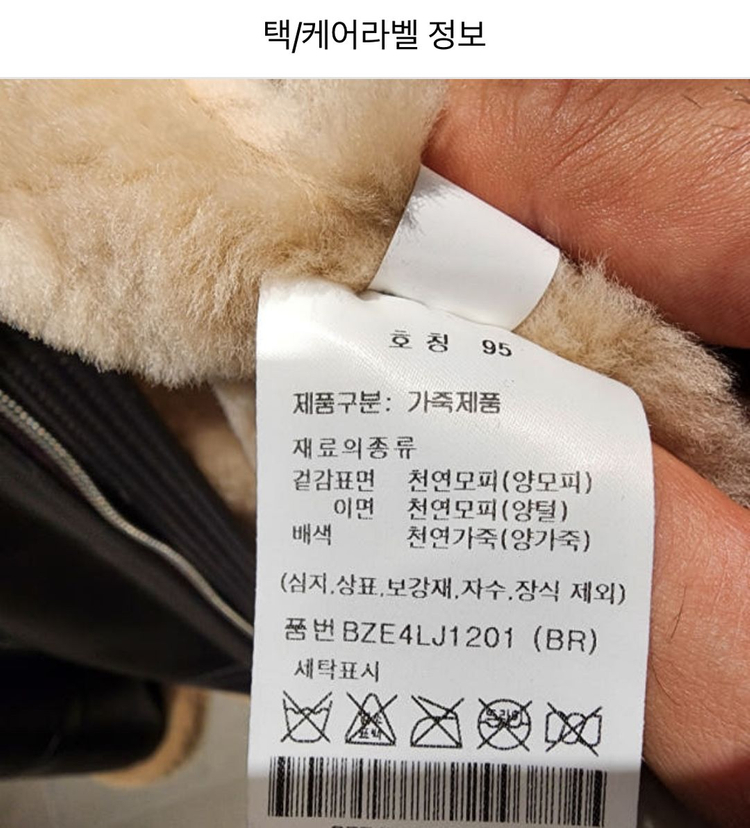 택/케어라벨 정보
호칭 95
제품구분: 가죽제품
재료의종류
겉감표면 천연모피(양모피)
이면 천연모피(양털)
배색 천연가죽(양가죽)
(심지,상표,보강재,자수,장식 제외)
품번 BZE4LJ1201 (BR)
세탁표시